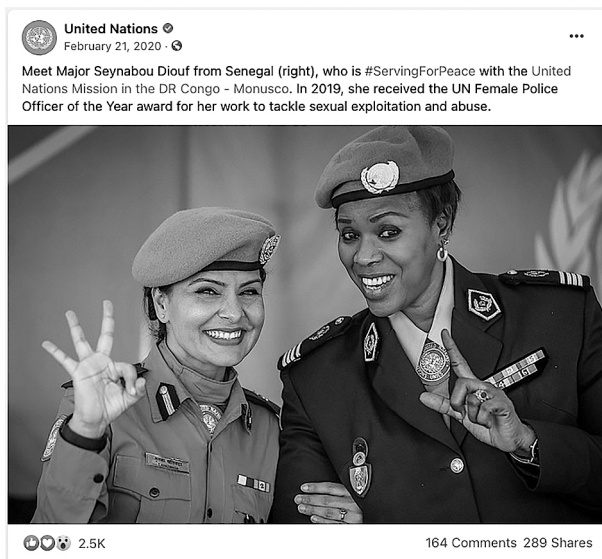 United Nations
February 21, 2020 ·
Meet Major Seynabou Diouf from Senegal (right), who is #ServingForPeace with the United
Nations Mission in the DR Congo - Monusco. In 2019, she received the UN Female Police
Officer of the Year award for her work to tackle sexual exploitation and abuse.
2.5K
164 Comments 289 Shares